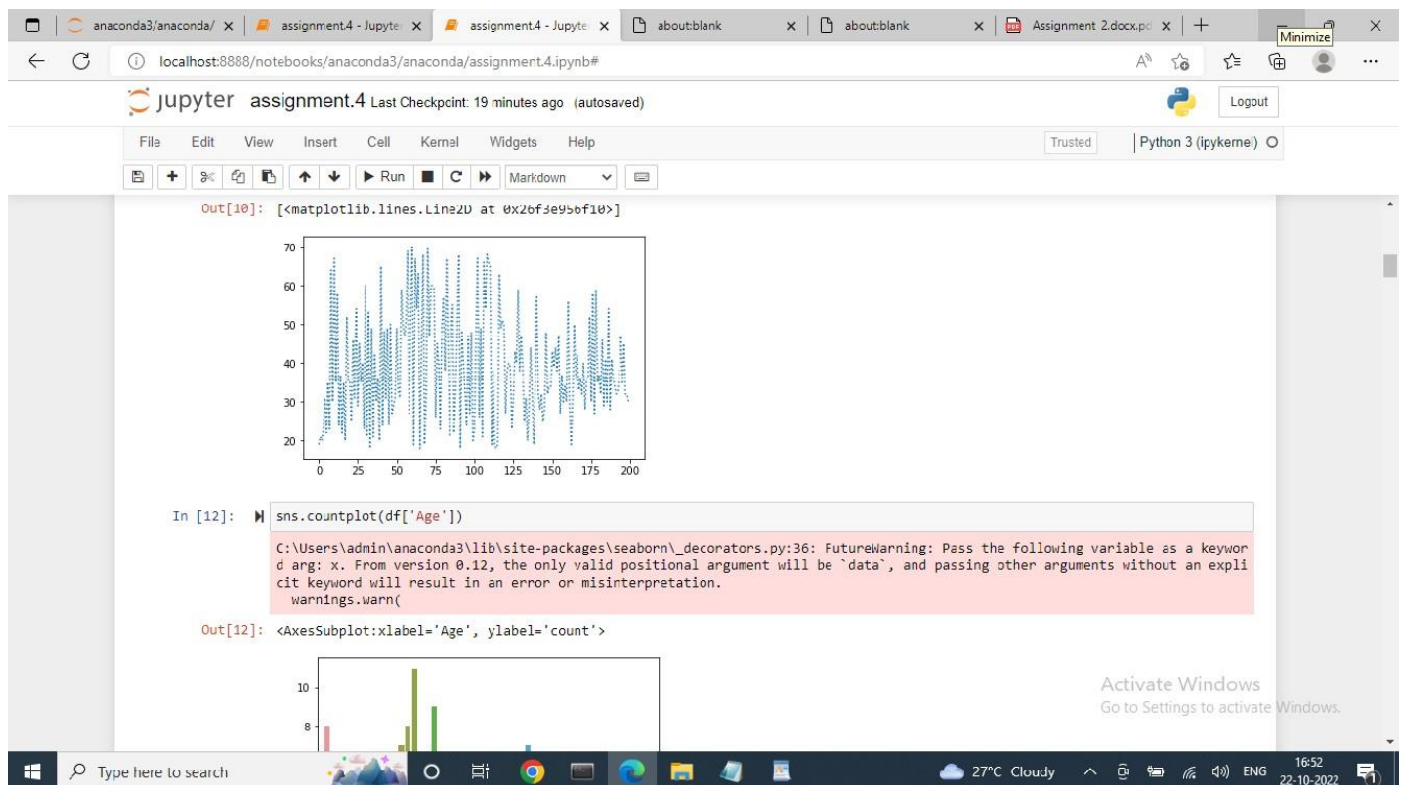 anaconda3/anaconda/
assignment.4 - Jupyte
assignment.4 - Jupyte
about:blank
about:blank
Assignment 2.docx.pd
Minimize
localhost:8888/notebooks/anaconda3/anaconda/assignment.4.ipynb#
jupyter assignment.4 Last Checkpoint: 19 minutes ago (autosaved)
Logout
File Edit View Insert Cell Kernel Widgets Help
Trusted
Python 3 (ipykernel)
Run
Markdown
Out[10]: [<matplotlib.lines.Line2D at 0x26f3e956f10>]
70
60
50
40
30
20
0 25 50 75 100 125 150 175 200
In [12]: sns.countplot(df['Age'])
C:\Users\admin\anaconda3\lib\site-packages\seaborn\_decorators.py:36: FutureWarning: Pass the following variable as a keywor
d arg: x. From version 0.12, the only valid positional argument will be `data`, and passing other arguments without an expli
cit keyword will result in an error or misinterpretation.
warnings.warn(
Out[12]: <AxesSubplot:xlabel='Age', ylabel='count'>
10
8
Activate Windows
Go to Settings to activate Windows.
Type here to search
27°C Cloudy
ENG
16:52
22-10-2022